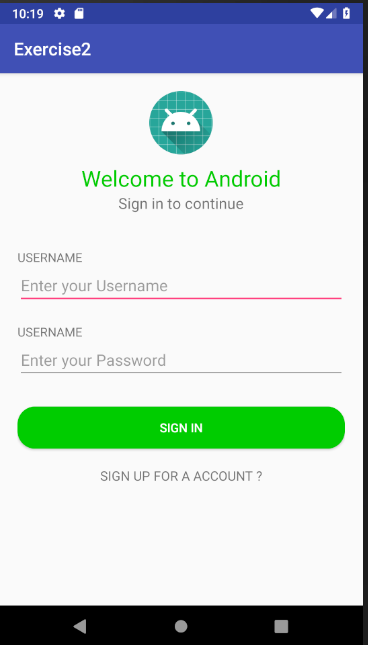 10:19
Exercise2
Welcome to Android
Sign in to continue
USERNAME
Enter your Username
USERNAME
Enter your Password
SIGN IN
SIGN UP FOR A ACCOUNT ?